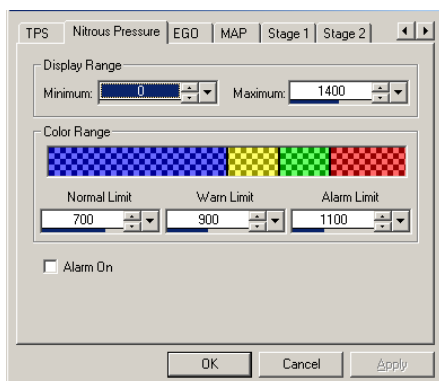 TPS Nitrous Pressure EGO MAP Stage 1 Stage 2
Display Range
Minimum: 0 Maximum: 1400
Color Range
Normal Limit Warn Limit Alarm Limit
700 900 1100
Alarm On
OK Cancel Apply